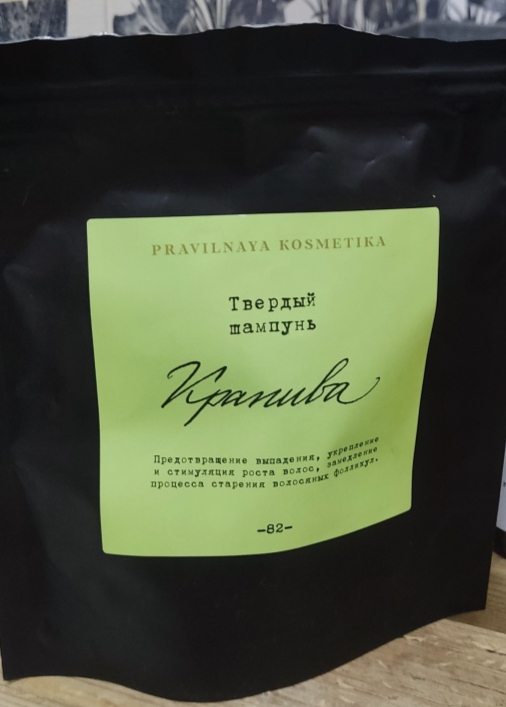 PRAVILNAYA KOSMETIKA
Твердый
шампунь
Крапива
Предотвращение выпадения, укрепление
и стимуляция роста волос, замедление
процесса старения волосяных фолликул.
-82-